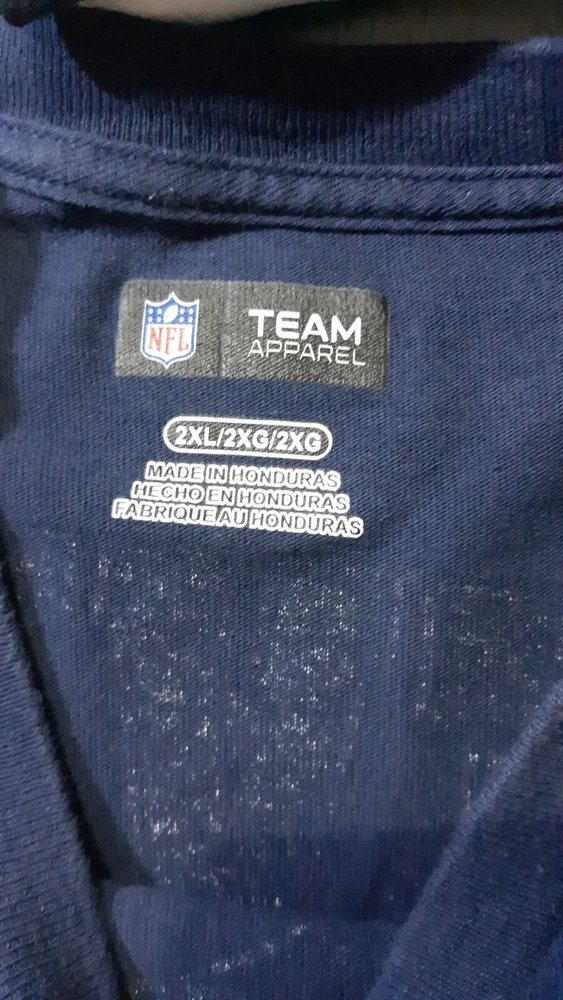 NFL
TEAM
APPAREL
2XL/2XG/2XG
MADE IN HONDURAS
HECHO EN HONDURAS
FABRIQUE AU HONDURAS